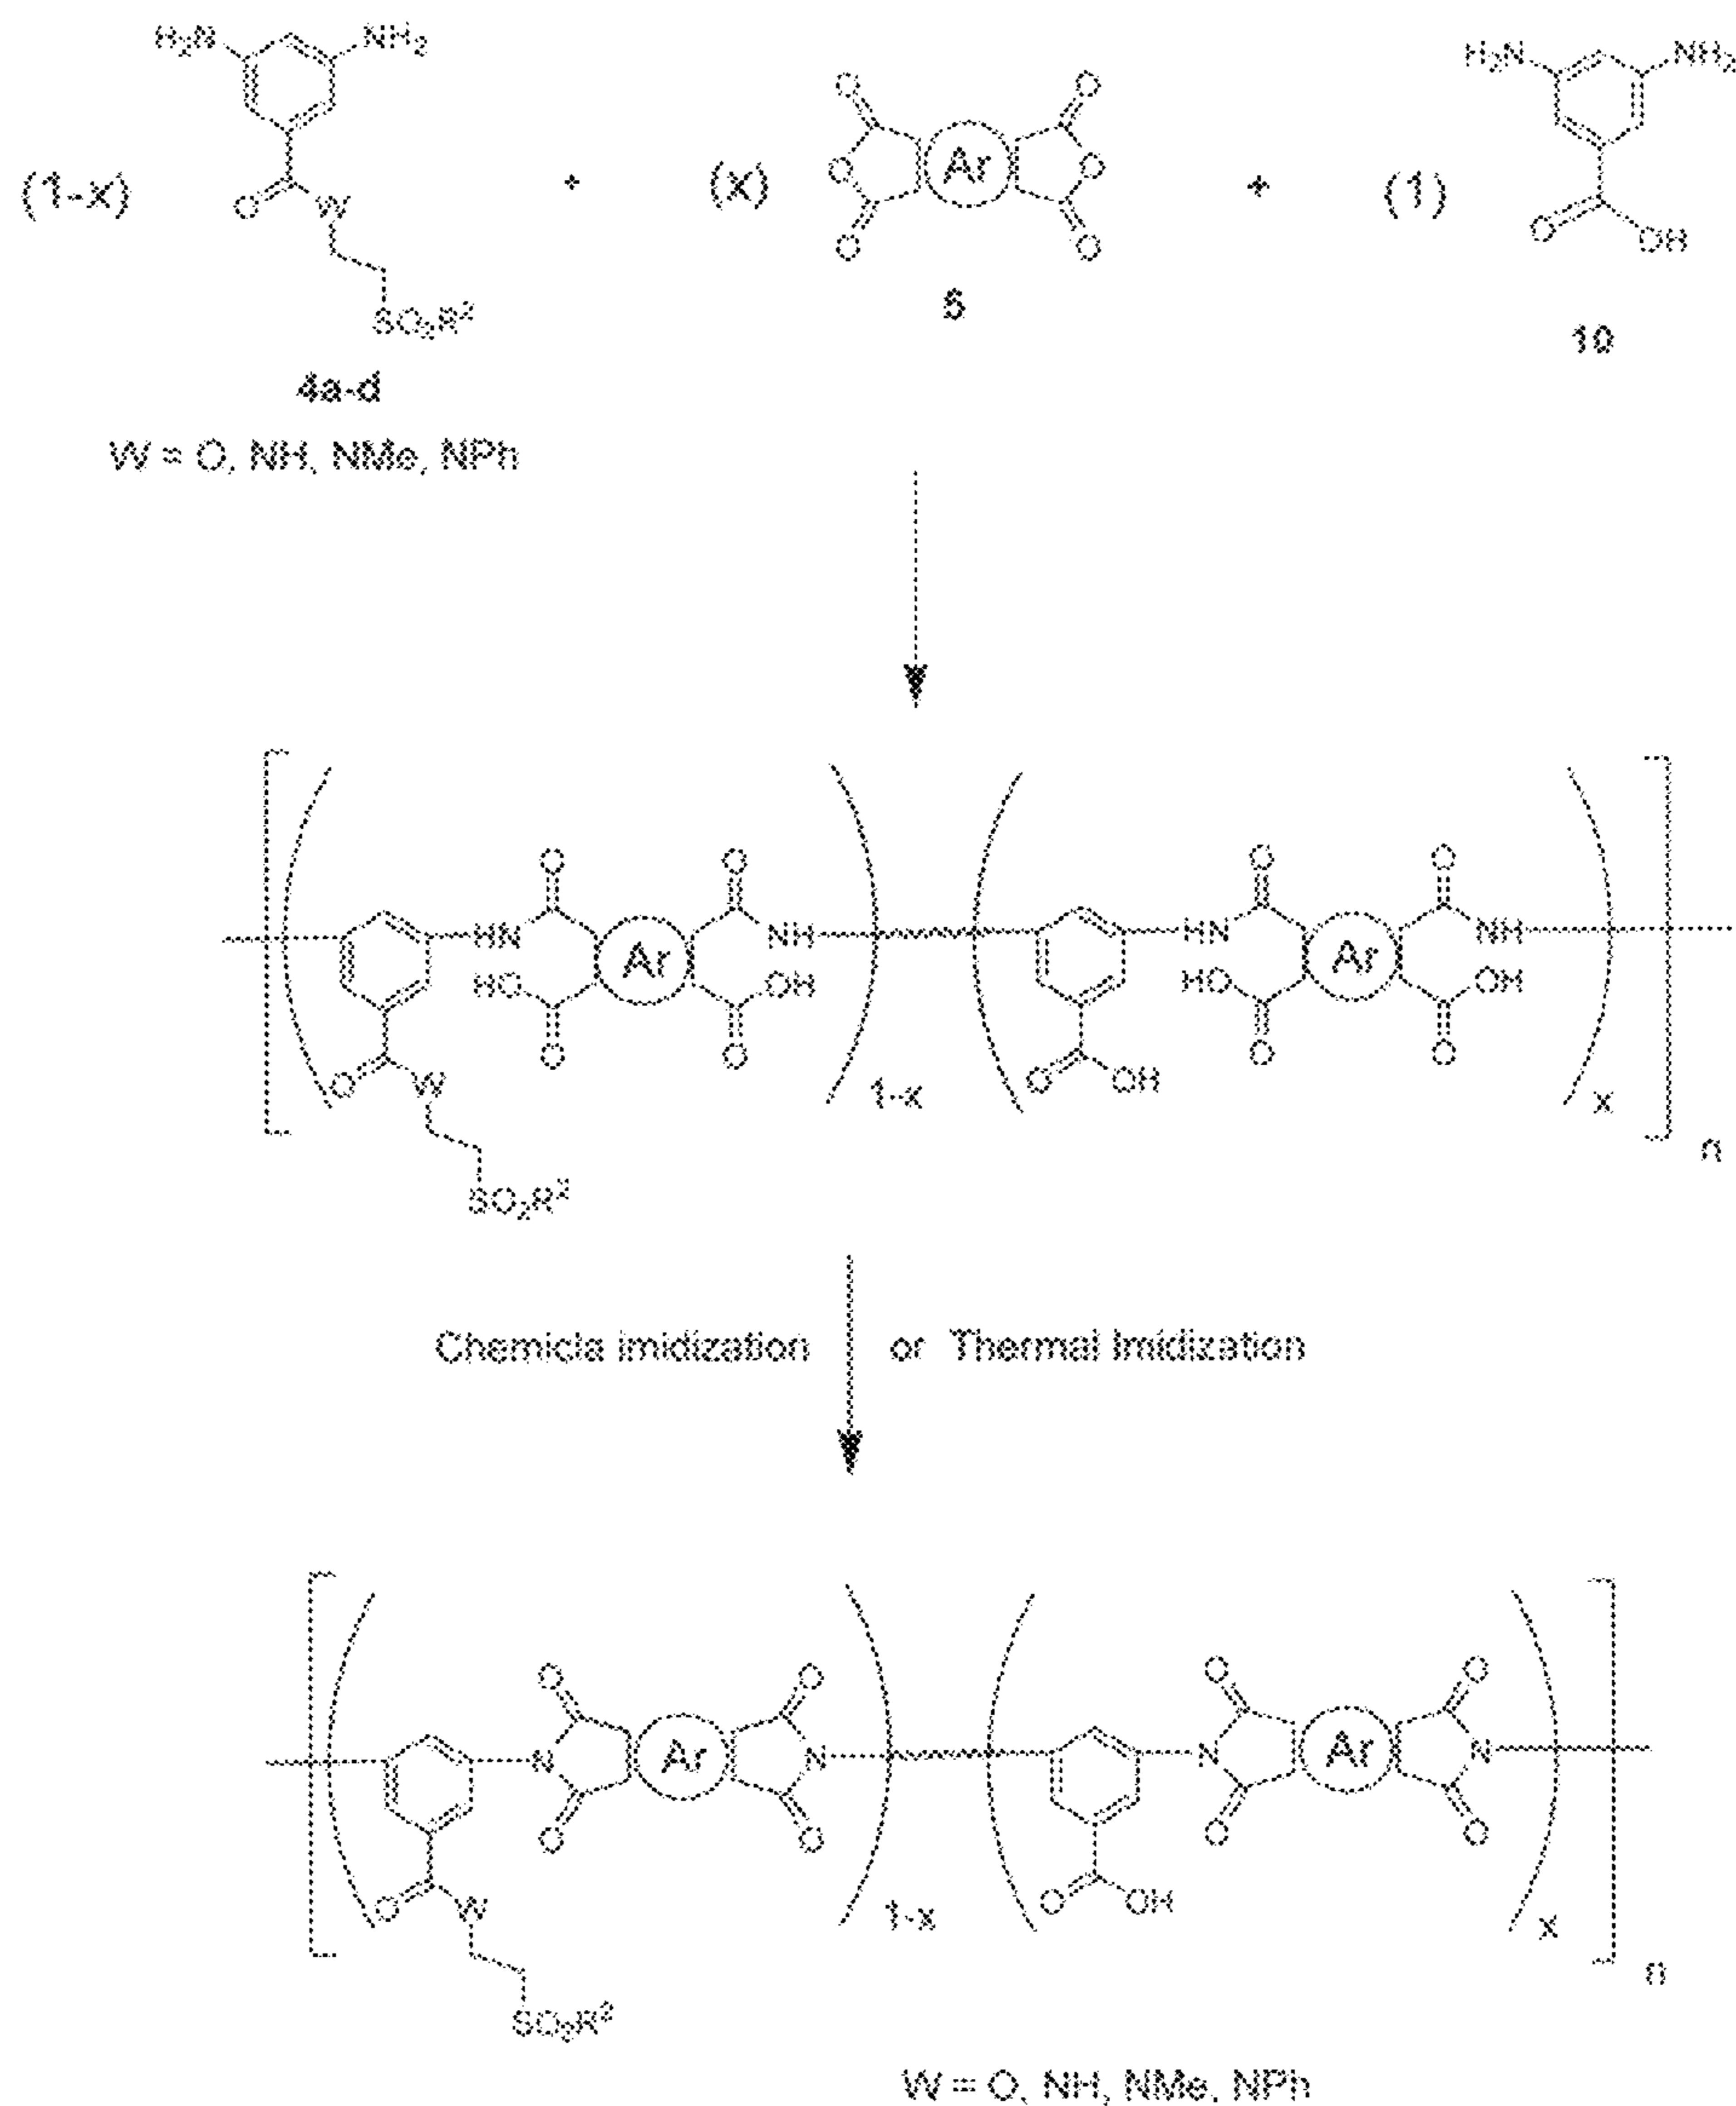 H₂N NH₂ O O H₂N NH₂
(1-x) O W + (x) O Ar O + (1) O OH
O O
SO₂R² 5 10
4a-d
W = O, NH, NMe, NPh
O O O O
HN Ar NH HN Ar NH
HO OH HO OH
O W O O 1-x O OH O O x
n
SO₂R²
Chemicla imidization or Thermal Imidization
O O O O
N Ar N N Ar N
O O O O
O W 1-x O OH x
n
SO₂R²
W = O, NH, NMe, NPh